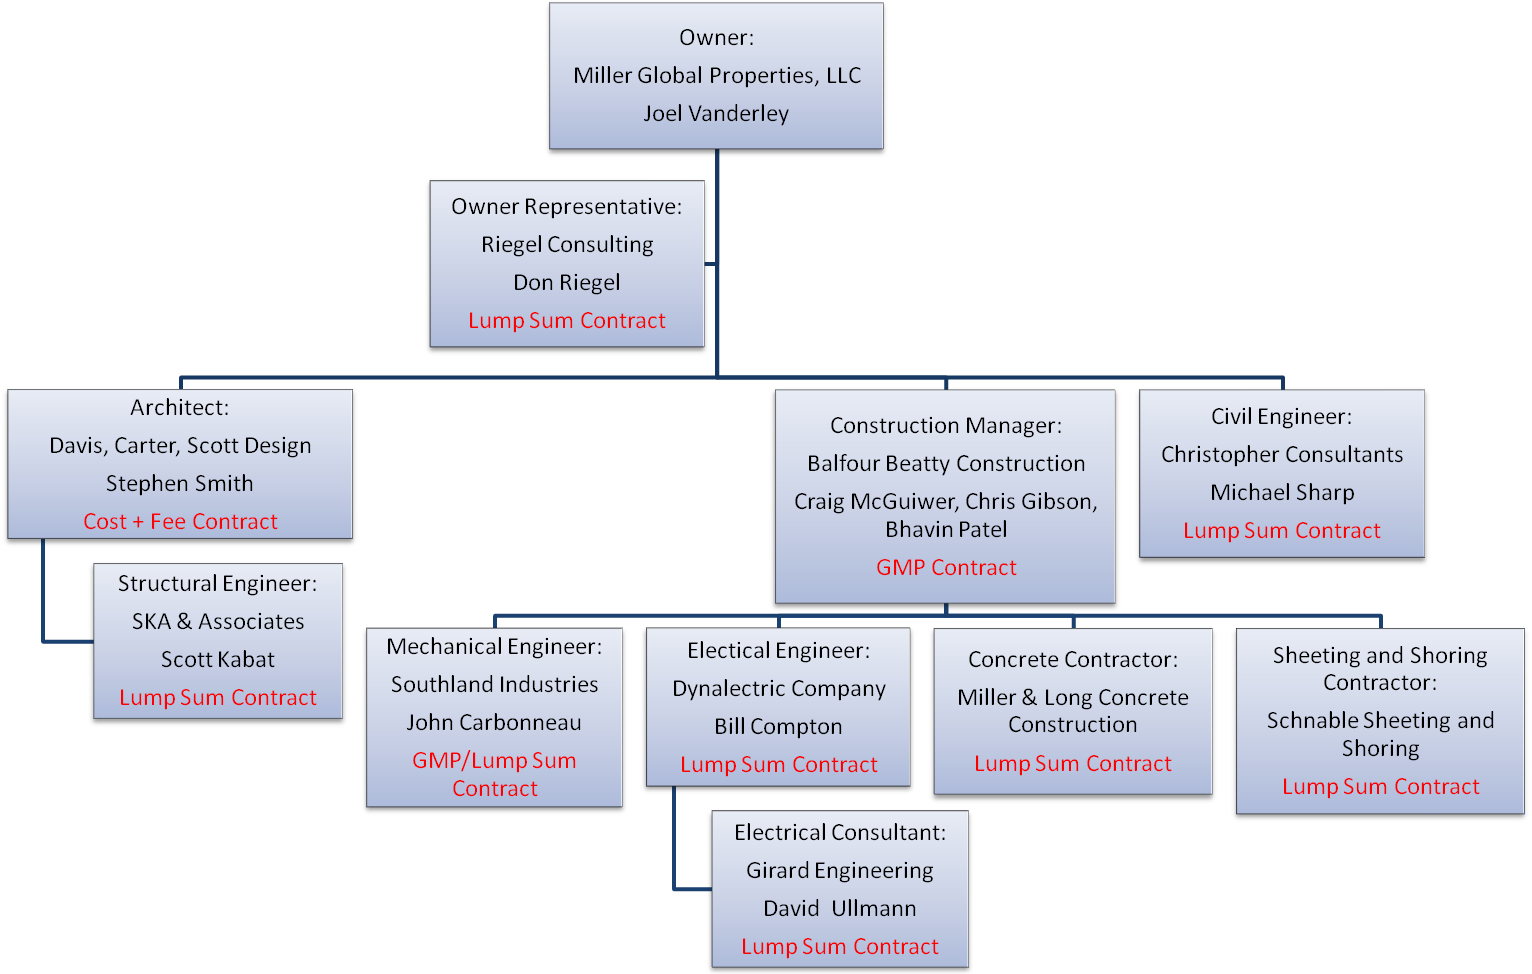 Owner:
Miller Global Properties, LLC
Joel Vanderley
Owner Representative:
Riegel Consulting
Don Riegel
Lump Sum Contract
Architect:
Davis, Carter, Scott Design
Stephen Smith
Cost + Fee Contract
Structural Engineer:
SKA & Associates
Scott Kabat
Lump Sum Contract
Construction Manager:
Balfour Beatty Construction
Craig McGuiwer, Chris Gibson,
Bhavin Patel
GMP Contract
Civil Engineer:
Christopher Consultants
Michael Sharp
Lump Sum Contract
Mechanical Engineer:
Southland Industries
John Carbonneau
GMP/Lump Sum
Contract
Electical Engineer:
Dynalectric Company
Bill Compton
Lump Sum Contract
Electrical Consultant:
Girard Engineering
David  Ullmann
Lump Sum Contract
Concrete Contractor:
Miller & Long Concrete
Construction
Lump Sum Contract
Sheeting and Shoring
Contractor:
Schnable Sheeting and
Shoring
Lump Sum Contract